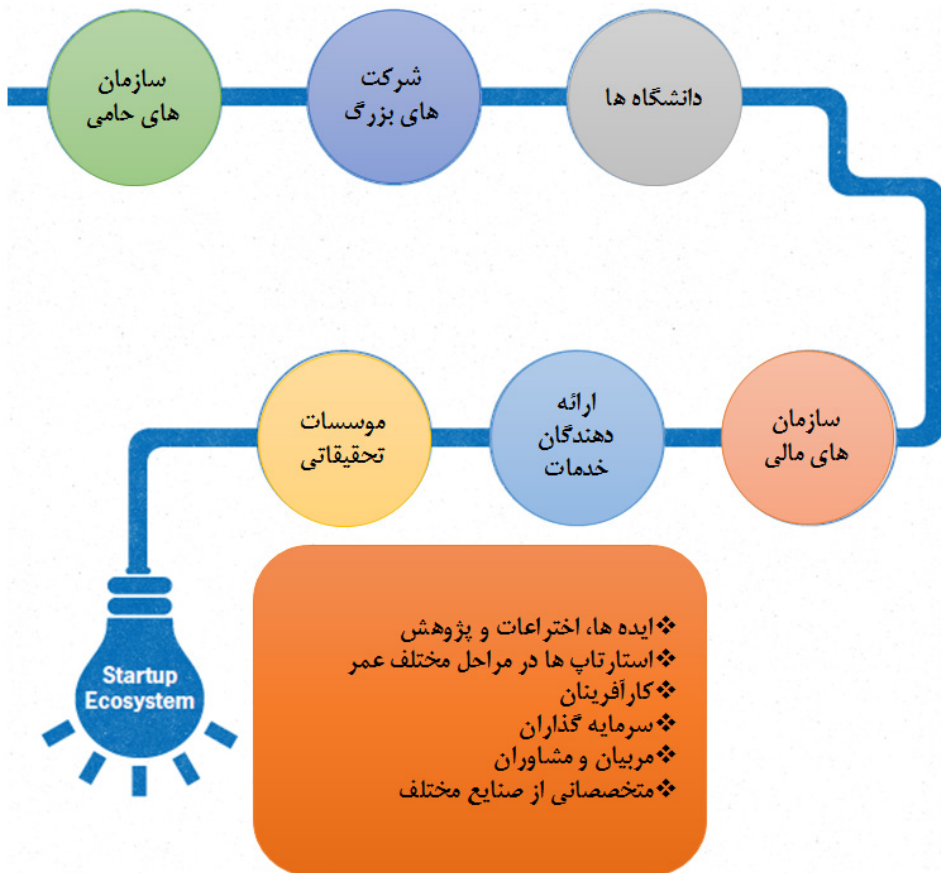 دانشگاه ها
شرکت
های بزرگ
سازمان
های حامی
سازمان
های مالی
ارائه
دهندگان
خدمات
موسسات
تحقیقاتی
Startup
Ecosystem
❖ایده ها، اختراعات و پژوهش
❖استارتاپ ها در مراحل مختلف عمر
❖کارآفرینان
❖سرمایه گذاران
❖مربیان و مشاوران
❖متخصصانی از صنایع مختلف